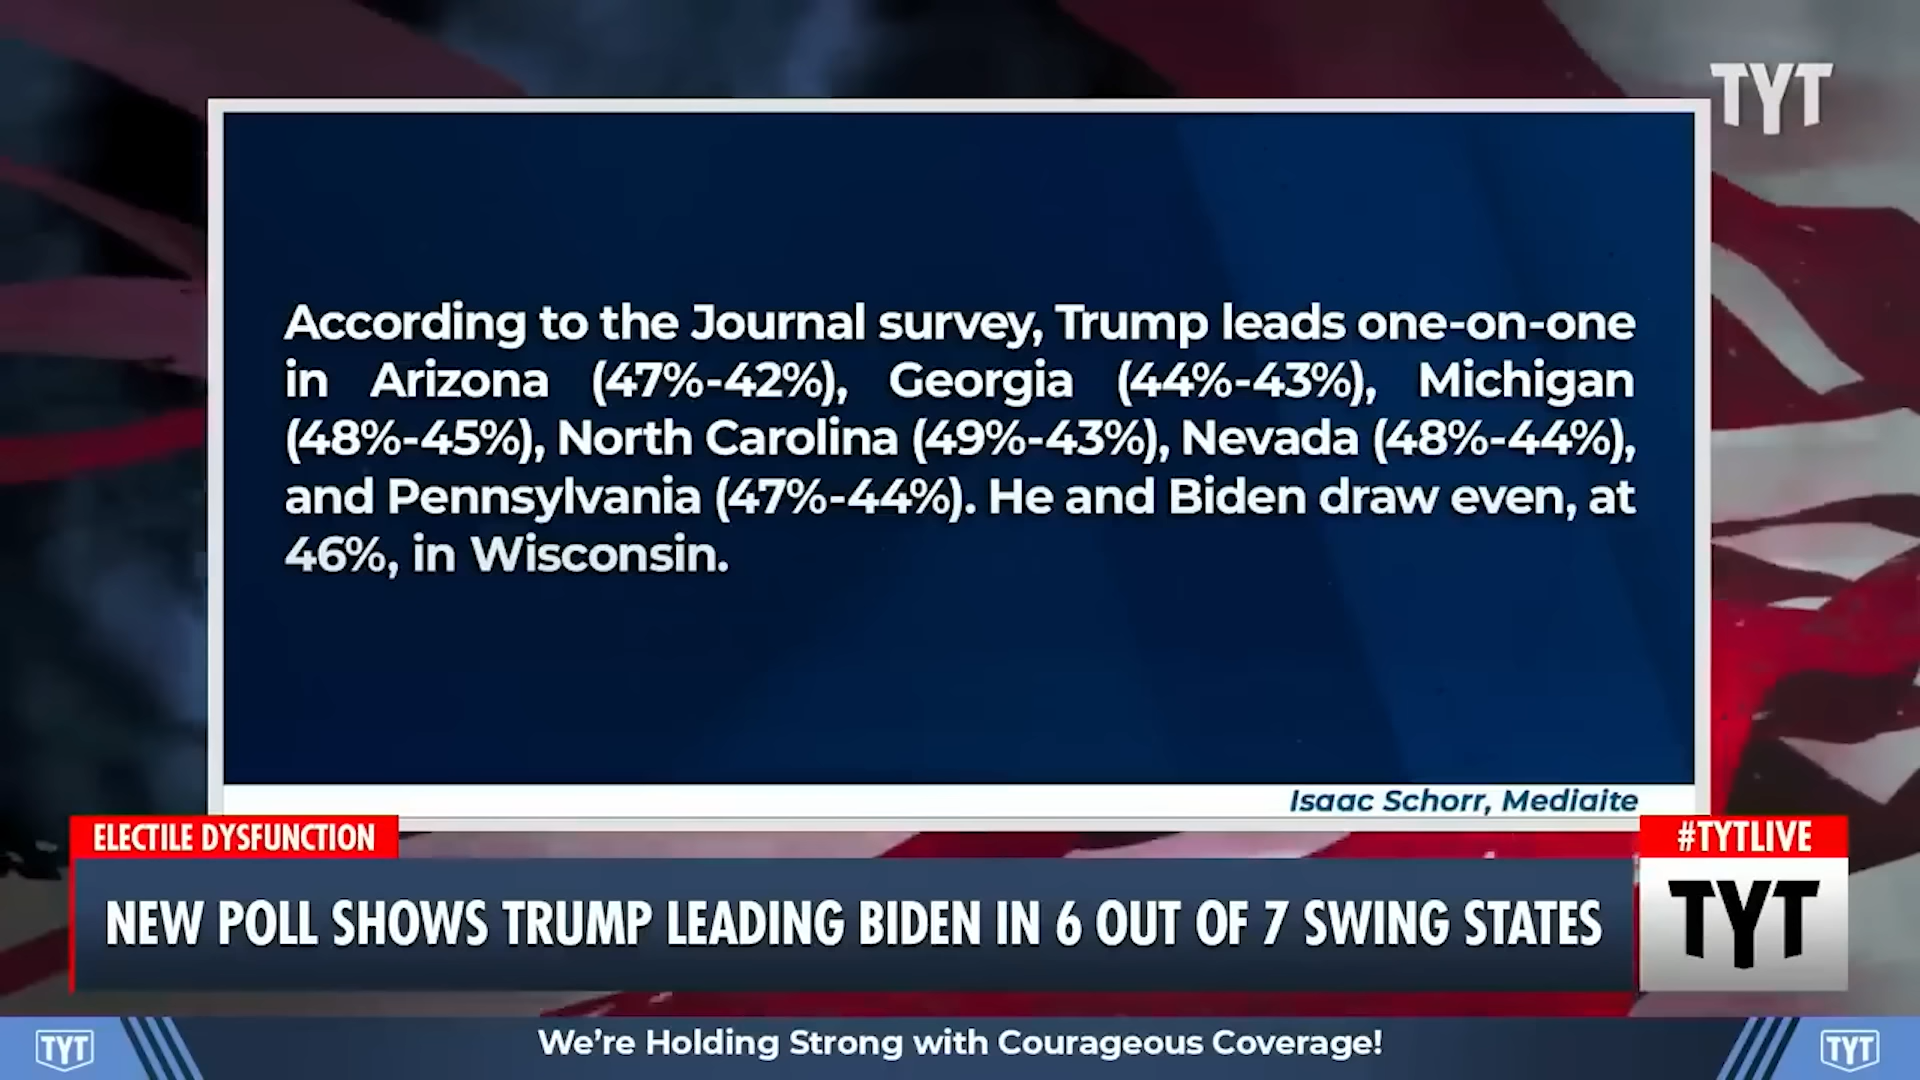 TYT
According to the Journal survey, Trump leads one-on-one
in Arizona (47%-42%), Georgia (44%-43%), Michigan
(48%-45%), North Carolina (49%-43%), Nevada (48%-44%),
and Pennsylvania (47%-44%). He and Biden draw even, at
46%, in Wisconsin.
Isaac Schorr, Mediaite
ELECTILE DYSFUNCTION
#TYTLIVE
NEW POLL SHOWS TRUMP LEADING BIDEN IN 6 OUT OF 7 SWING STATES
TYT
TYT
We're Holding Strong with Courageous Coverage!
TYT